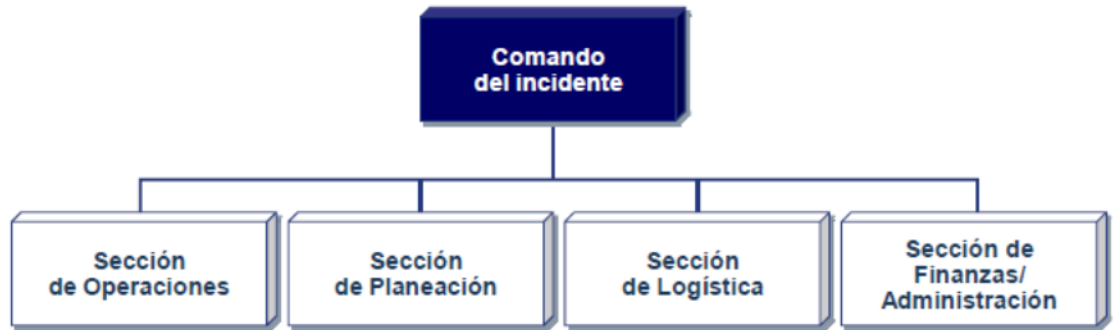 Comando
del incidente
Sección
de Operaciones
Sección
de Planeación
Sección
de Logística
Sección de
Finanzas/
Administración